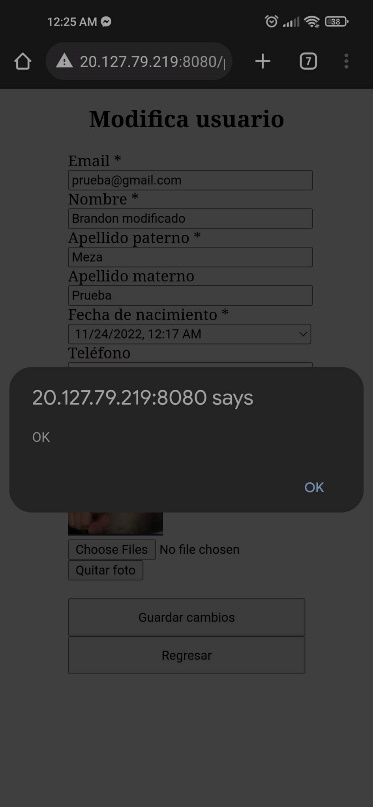 12:25 AM
38
20.127.79.219:8080/
7
Modifica usuario
Email *
prueba@gmail.com
Nombre *
Brandon modificado
Apellido paterno *
Meza
Apellido materno
Prueba
Fecha de nacimiento *
11/24/2022, 12:17 AM
Teléfono
20.127.79.219:8080 says
OK
OK
Choose Files No file chosen
Quitar foto
Guardar cambios
Regresar